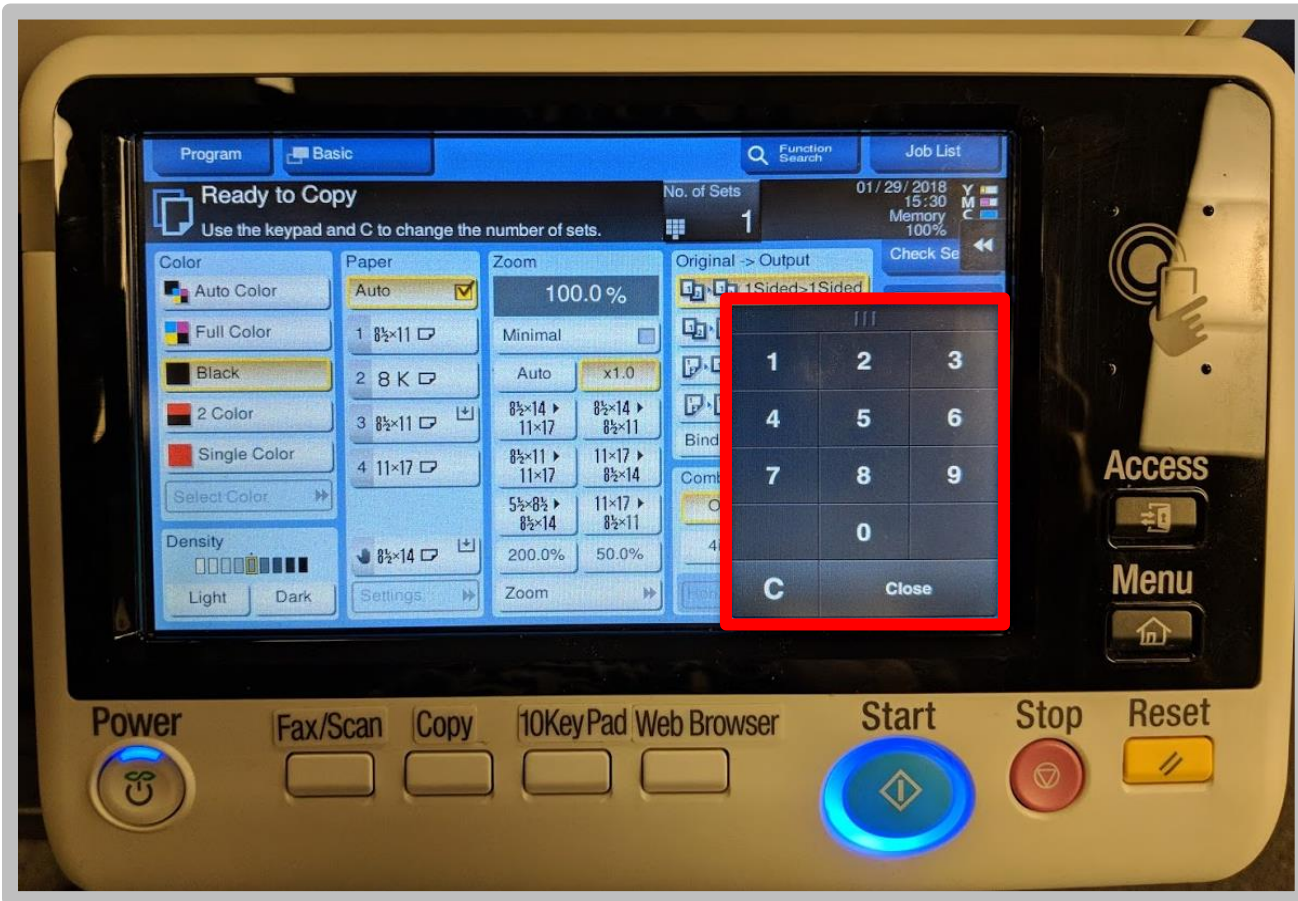 Program
Basic
Function
Search
Job List
Ready to Copy
Use the keypad and C to change the number of sets.
No. of Sets
1
01/29/2018
15:30
Memory
100%
Y
M
C
Check Se
Color
Auto Color
Full Color
Black
2 Color
Single Color
Select Color
Density
Light
Dark
Paper
Auto
1 8½×11
2 8 K
3 8½×11
4 11×17
8½×14
Settings
Zoom
100.0 %
Minimal
Auto
x1.0
8½×14 ▸
11×17
8½×14 ▸
8½×11
8½×11 ▸
11×17
11×17 ▸
8½×14
5½×8½ ▸
8½×14
11×17 ▸
8½×11
200.0%
50.0%
Zoom
Original -> Output
1Sided>1Sided
Bind
Com
1 2 3
4 5 6
7 8 9
0
C Close
Access
Menu
Power
Fax/Scan
Copy
10Key Pad
Web Browser
Start
Stop
Reset